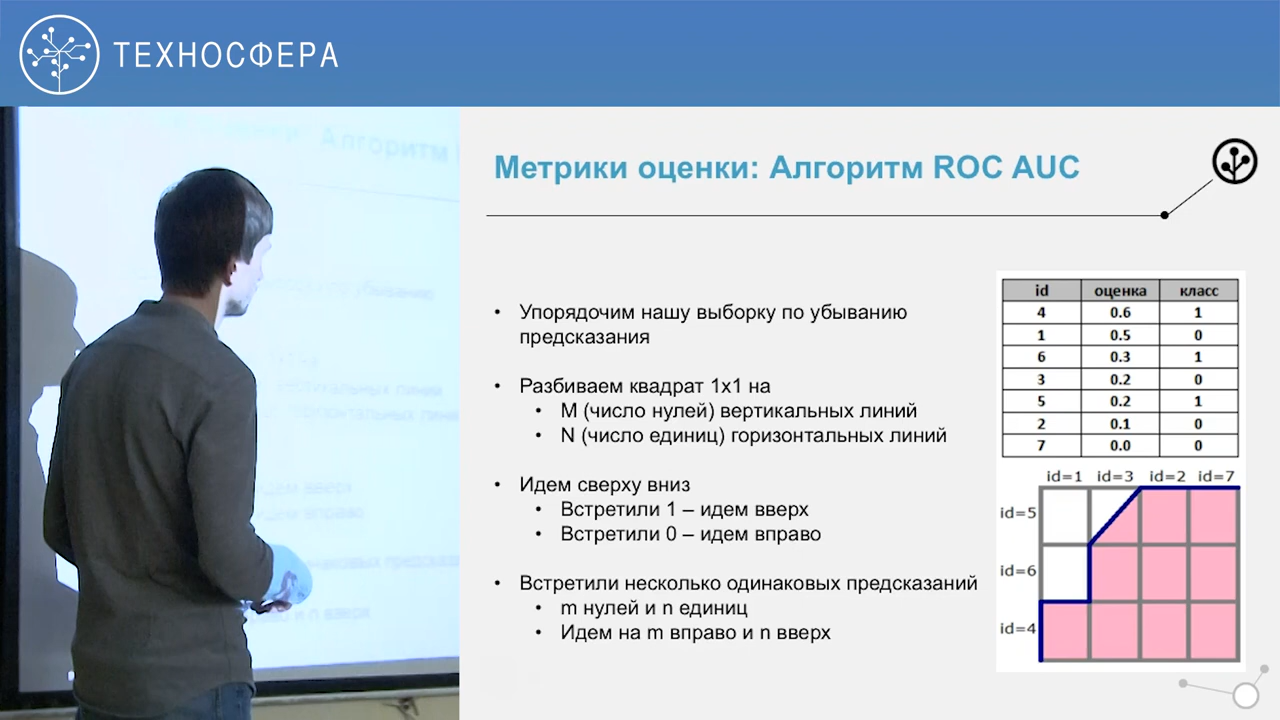 ТЕХНОСФЕРА
Метрики оценки: Алгоритм ROC AUC
• Упорядочим нашу выборку по убыванию
предсказания
• Разбиваем квадрат 1x1 на
• M (число нулей) вертикальных линий
• N (число единиц) горизонтальных линий
• Идем сверху вниз
• Встретили 1 – идем вверх
• Встретили 0 – идем вправо
• Встретили несколько одинаковых предсказаний
• m нулей и n единиц
• Идем на m вправо и n вверх
id оценка класс
4 0.6 1
1 0.5 0
6 0.3 1
3 0.2 0
5 0.2 1
2 0.1 0
7 0.0 0
id=1 id=3 id=2 id=7
id=5
id=6
id=4